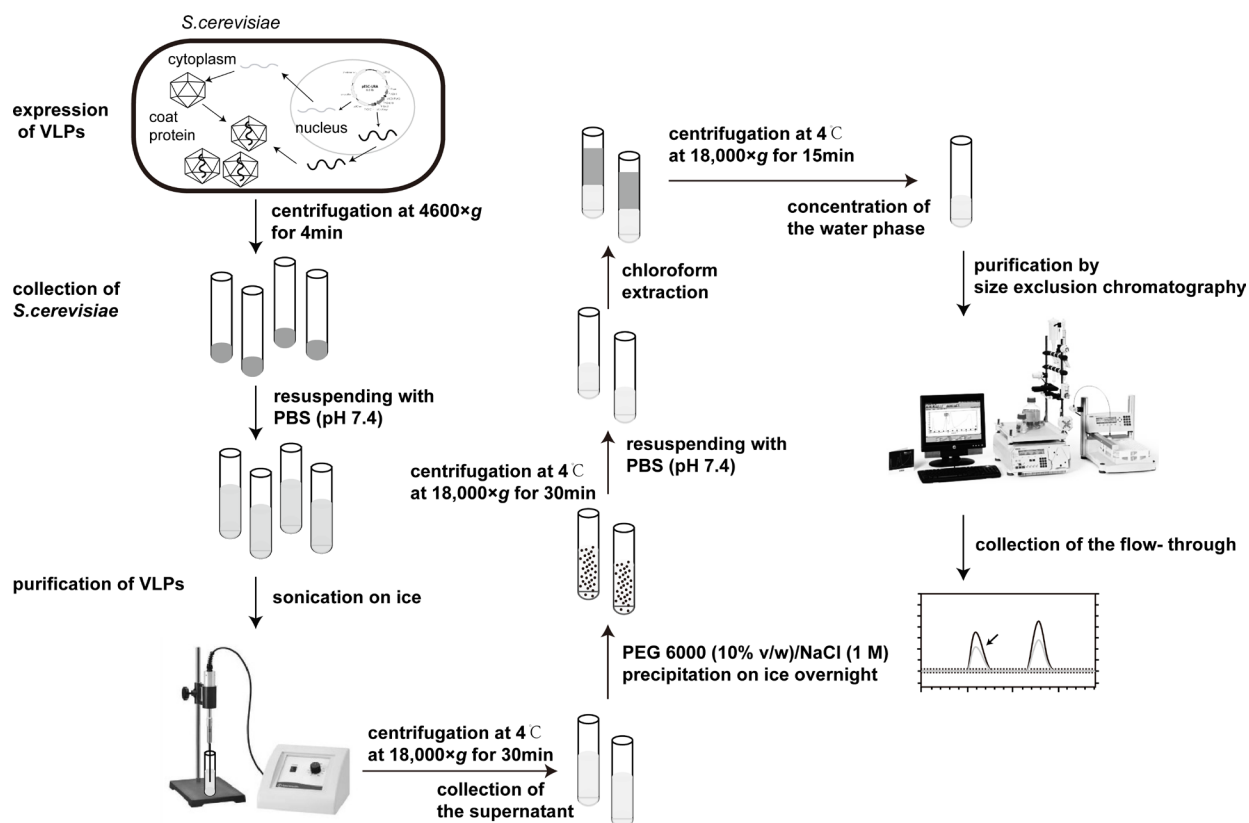 S.cerevisiae
cytoplasm
coat
protein
nucleus
expression
of VLPs
centrifugation at 4600×g
for 4min
collection of
S.cerevisiae
resuspending with
PBS (pH 7.4)
purification of VLPs
sonication on ice
centrifugation at 4℃
at 18,000×g for 30min
collection of
the supernatant
PEG 6000 (10% v/w)/NaCl (1 M)
precipitation on ice overnight
centrifugation at 4℃
at 18,000×g for 30min
resuspending with
PBS (pH 7.4)
chloroform
extraction
centrifugation at 4℃
at 18,000×g for 15min
concentration of
the water phase
purification by
size exclusion chromatography
collection of the flow- through